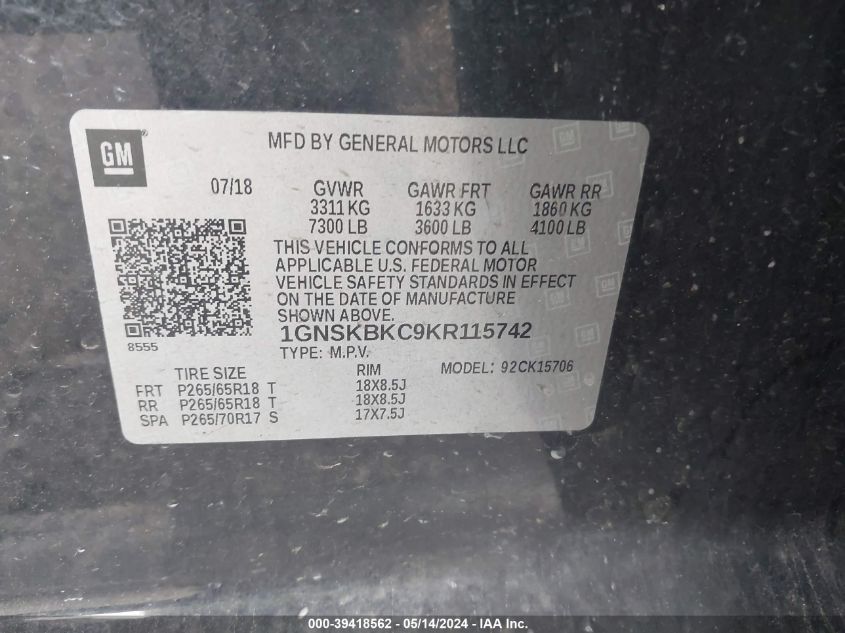 GM
MFD BY GENERAL MOTORS LLC
07/18 GVWR GAWR FRT GAWR RR
3311 KG 1633 KG 1860 KG
7300 LB 3600 LB 4100 LB
THIS VEHICLE CONFORMS TO ALL
APPLICABLE U.S. FEDERAL MOTOR
VEHICLE SAFETY STANDARDS IN EFFECT
ON THE DATE OF MANUFACTURE
SHOWN ABOVE.
1GNSKBKC9KR115742
8555
TYPE: M.P.V. MODEL: 92CK15706
TIRE SIZE RIM
FRT P265/65R18 T 18X8.5J
RR P265/65R18 T 18X8.5J
SPA P265/70R17 S 17X7.5J
000-39418562 - 05/14/2024 - IAA Inc.